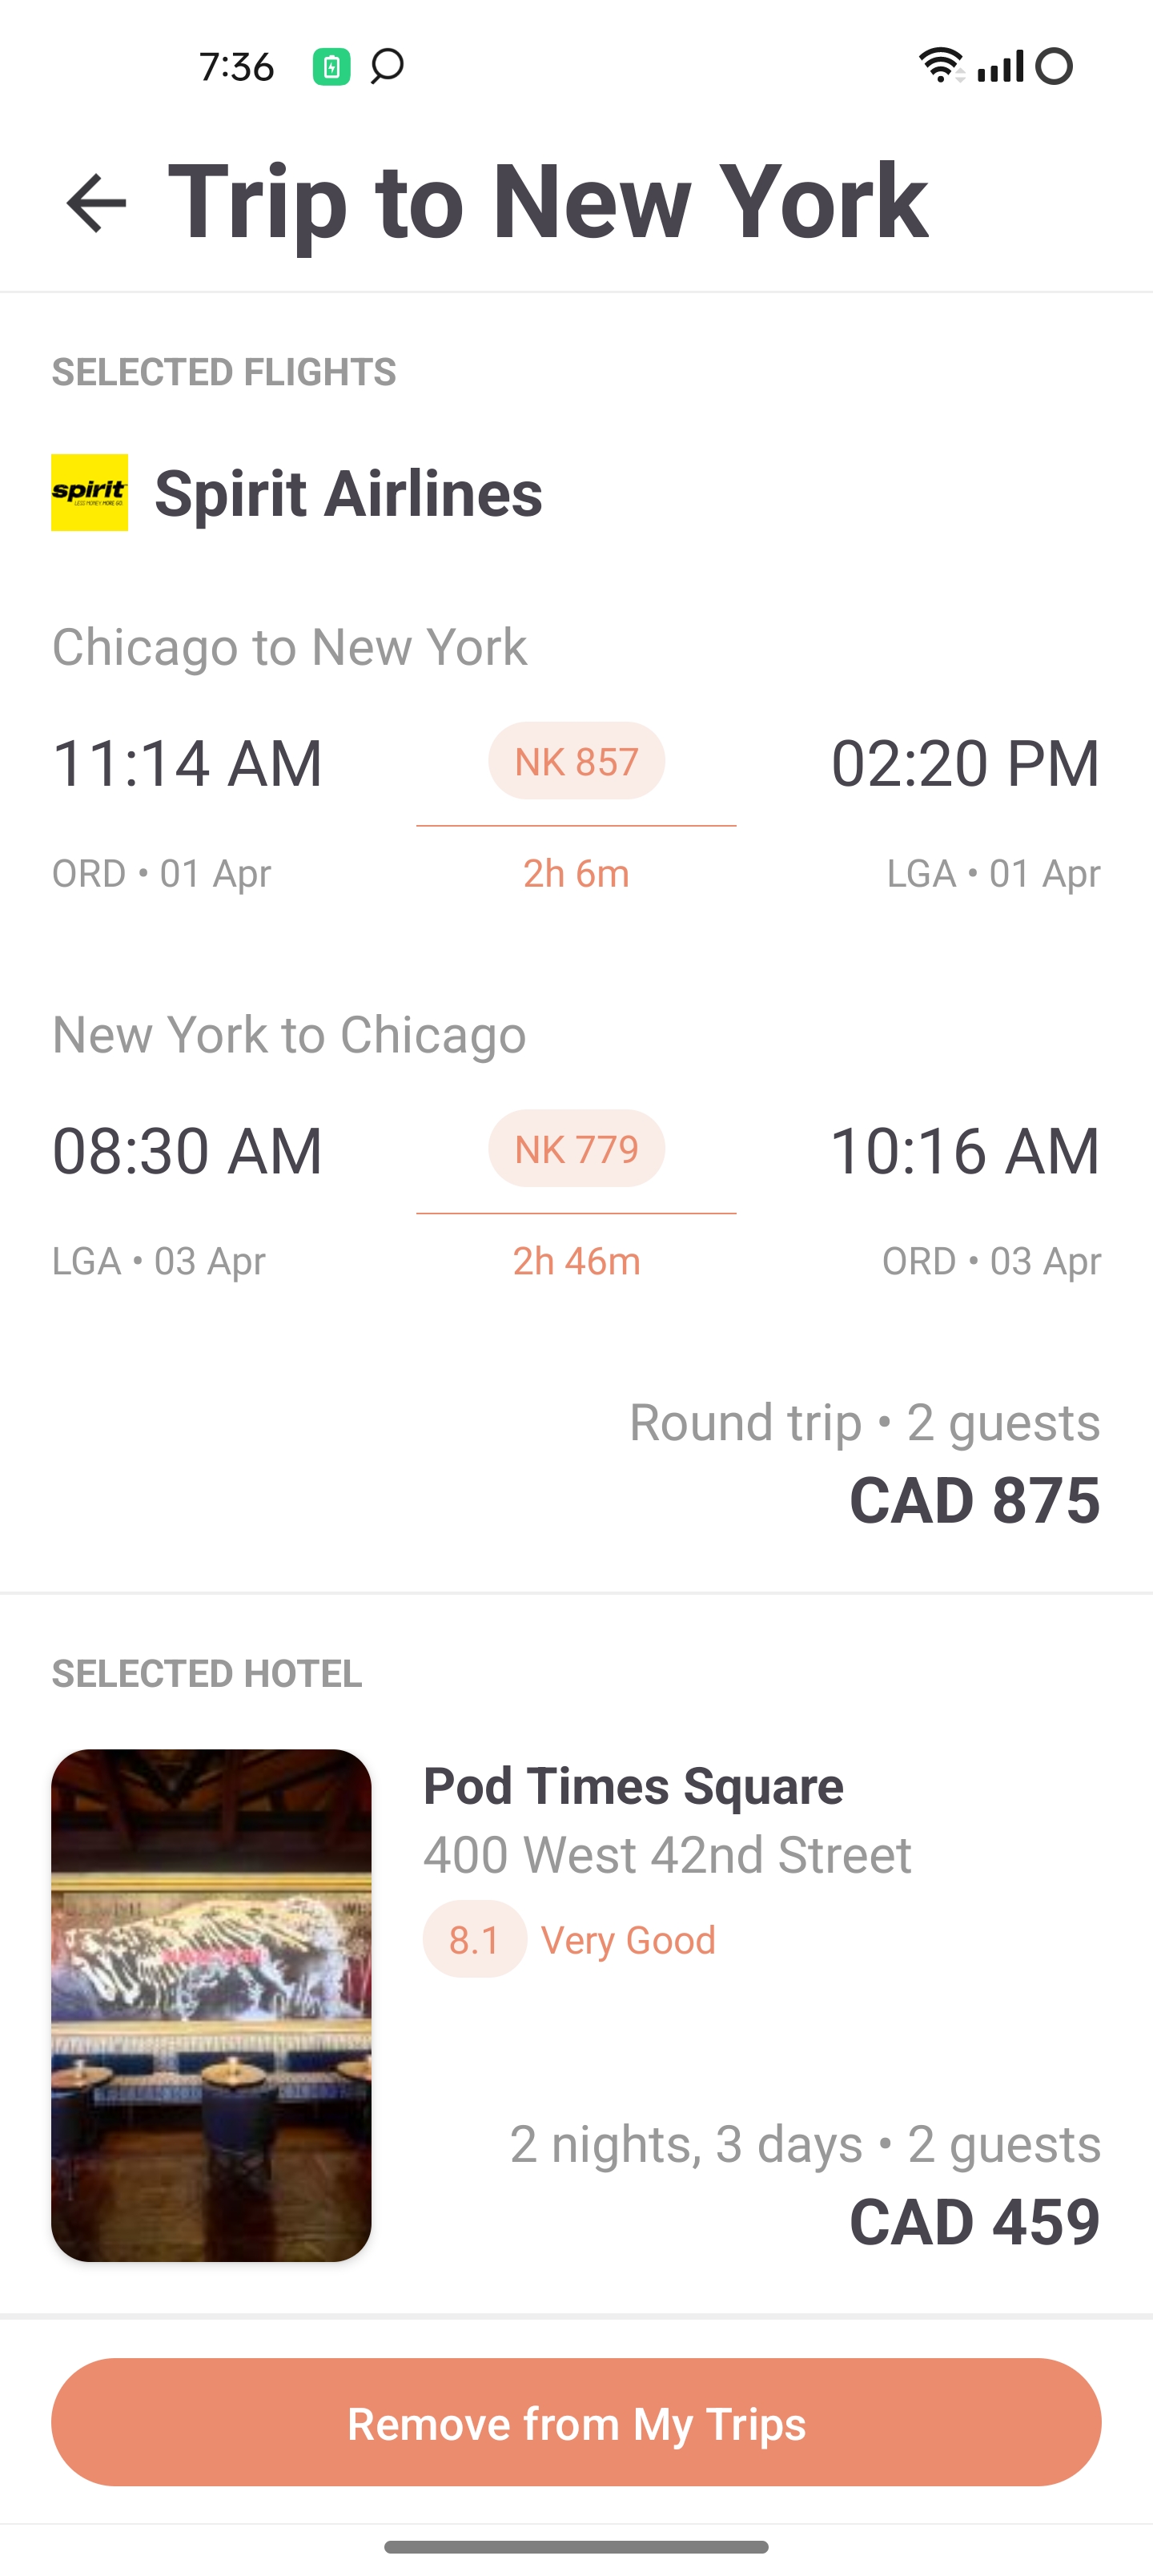 7:36
Trip to New York
SELECTED FLIGHTS
spirit
LESS MONEY. MORE GO.
Spirit Airlines
Chicago to New York
11:14 AM NK 857 02:20 PM
ORD • 01 Apr 2h 6m LGA • 01 Apr
New York to Chicago
08:30 AM NK 779 10:16 AM
LGA • 03 Apr 2h 46m ORD • 03 Apr
Round trip • 2 guests
CAD 875
SELECTED HOTEL
Pod Times Square
400 West 42nd Street
8.1 Very Good
2 nights, 3 days • 2 guests
CAD 459
Remove from My Trips